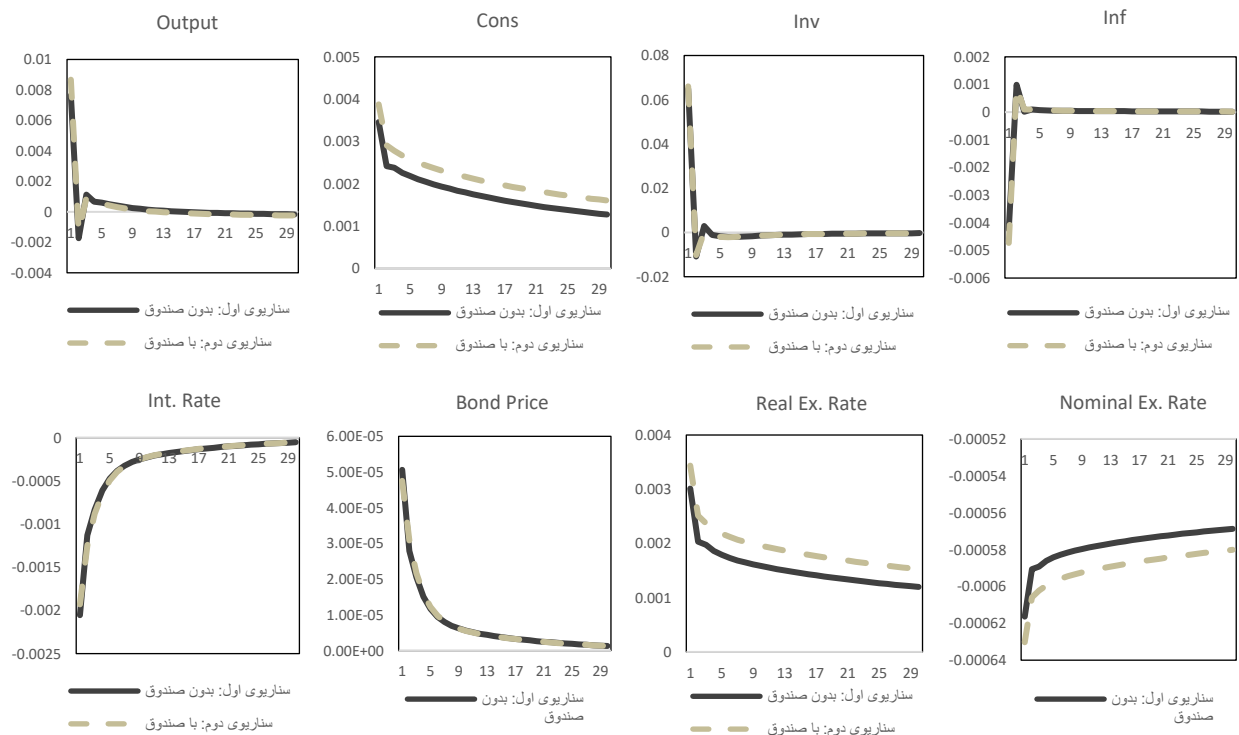 Output
0.01
0.008
0.006
0.004
0.002
0
-0.002
-0.004
1 5 9 13 17 21 25 29
سناریوی اول: بدون صندوق
سناریوی دوم: با صندوق
Cons
0.005
0.004
0.003
0.002
0.001
0
1 5 9 13 17 21 25 29
سناریوی اول: بدون صندوق
سناریوی دوم: با صندوق
Inv
0.08
0.06
0.04
0.02
0
-0.02
1 5 9 13 17 21 25 29
سناریوی اول: بدون صندوق
سناریوی دوم: با صندوق
Inf
0.002
0.001
0
-0.001
-0.002
-0.003
-0.004
-0.005
-0.006
1 5 9 13 17 21 25 29
سناریوی اول: بدون صندوق
سناریوی دوم: با صندوق
Int. Rate
0
-0.0005
-0.001
-0.0015
-0.002
-0.0025
1 5 9 13 17 21 25 29
سناریوی اول: بدون صندوق
سناریوی دوم: با صندوق
Bond Price
6.00E-05
5.00E-05
4.00E-05
3.00E-05
2.00E-05
1.00E-05
0.00E+00
1 5 9 13 17 21 25 29
سناریوی اول: بدون
صندوق
Real Ex. Rate
0.004
0.003
0.002
0.001
0
1 5 9 13 17 21 25 29
سناریوی اول: بدون صندوق
سناریوی دوم: با صندوق
Nominal Ex. Rate
-0.00052
-0.00054
-0.00056
-0.00058
-0.0006
-0.00062
-0.00064
1 5 9 13 17 21 25 29
سناریوی اول: بدون
صندوق